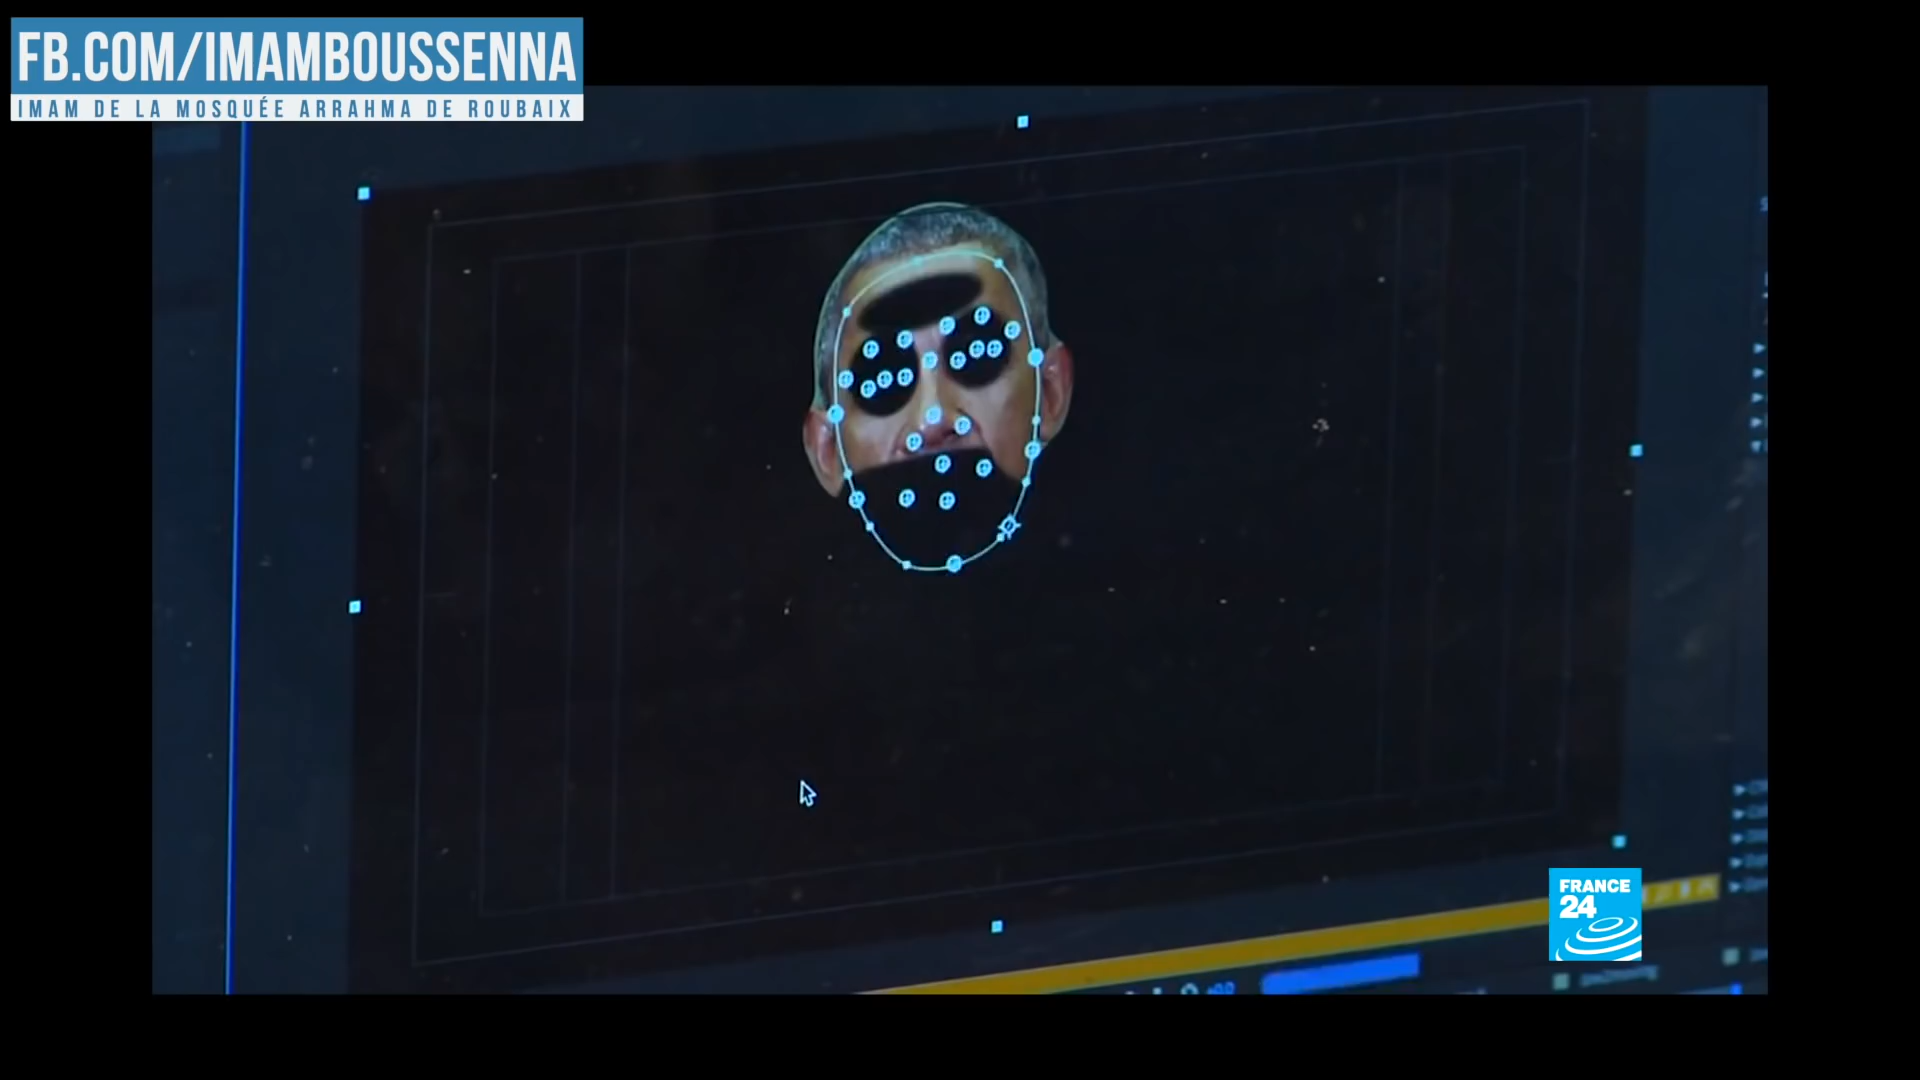 FB.COM/IMAMBOUSSENNA
IMAM DE LA MOSQUÉE ARRAHMA DE ROUBAIX
FRANCE
24